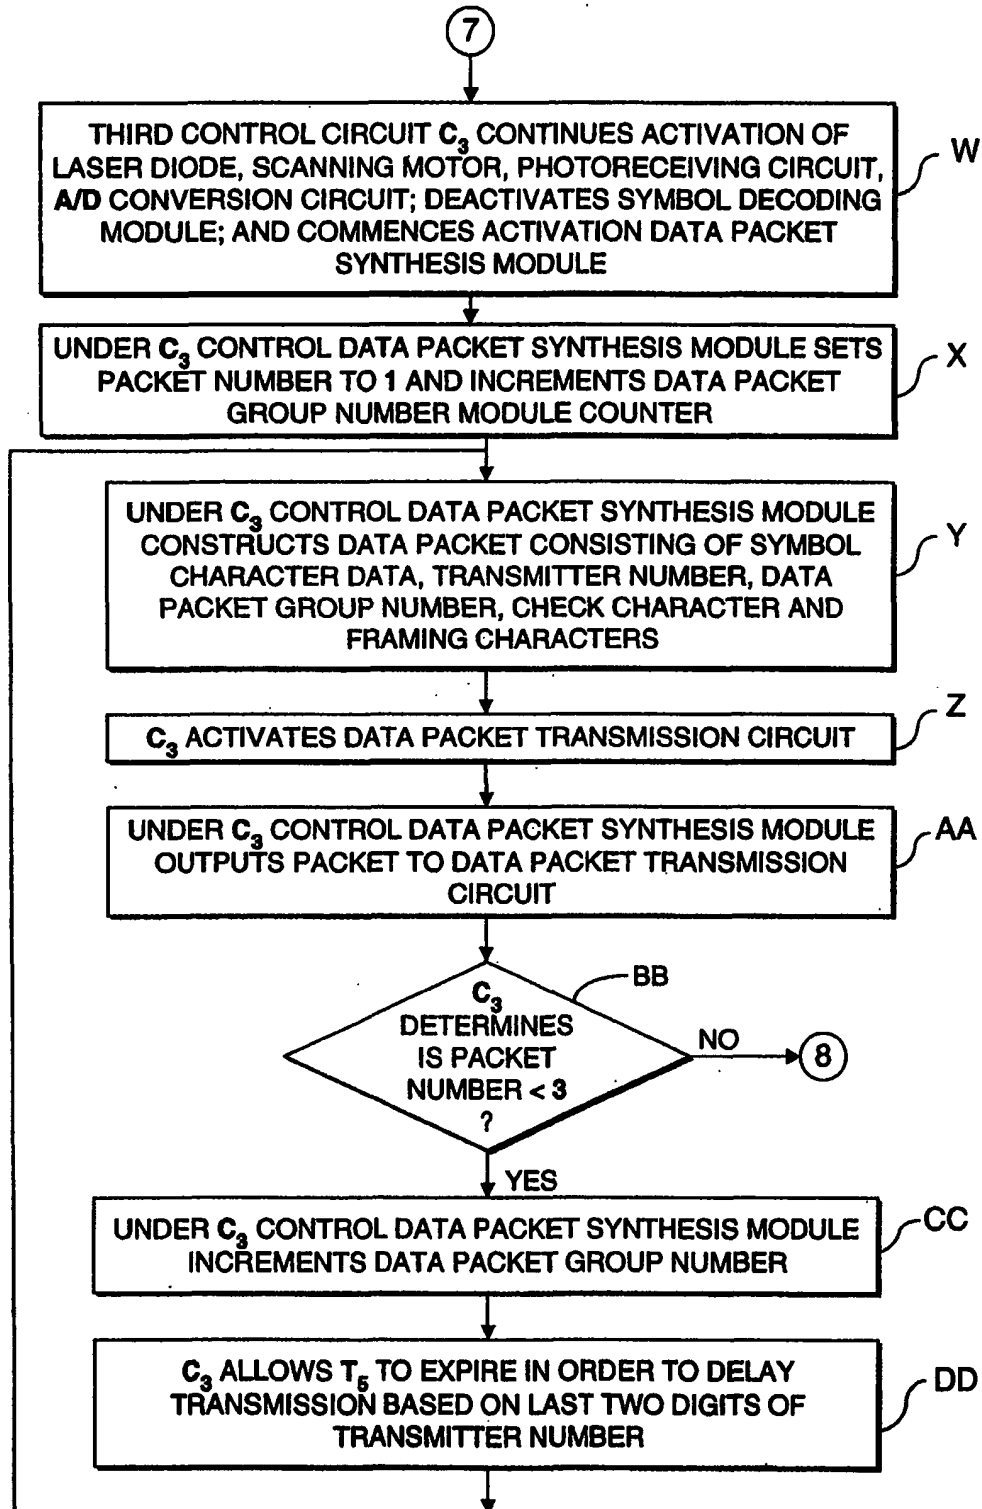 7
THIRD CONTROL CIRCUIT C3 CONTINUES ACTIVATION OF
LASER DIODE, SCANNING MOTOR, PHOTORECEIVING CIRCUIT,
A/D CONVERSION CIRCUIT; DEACTIVATES SYMBOL DECODING
MODULE; AND COMMENCES ACTIVATION DATA PACKET
SYNTHESIS MODULE
W
UNDER C3 CONTROL DATA PACKET SYNTHESIS MODULE SETS
PACKET NUMBER TO 1 AND INCREMENTS DATA PACKET
GROUP NUMBER MODULE COUNTER
X
UNDER C3 CONTROL DATA PACKET SYNTHESIS MODULE
CONSTRUCTS DATA PACKET CONSISTING OF SYMBOL
CHARACTER DATA, TRANSMITTER NUMBER, DATA
PACKET GROUP NUMBER, CHECK CHARACTER AND
FRAMING CHARACTERS
Y
C3 ACTIVATES DATA PACKET TRANSMISSION CIRCUIT
Z
UNDER C3 CONTROL DATA PACKET SYNTHESIS MODULE
OUTPUTS PACKET TO DATA PACKET TRANSMISSION
CIRCUIT
AA
C3
DETERMINES
IS PACKET
NUMBER < 3
?
BB
NO
8
YES
UNDER C3 CONTROL DATA PACKET SYNTHESIS MODULE
INCREMENTS DATA PACKET GROUP NUMBER
CC
C3 ALLOWS T5 TO EXPIRE IN ORDER TO DELAY
TRANSMISSION BASED ON LAST TWO DIGITS OF
TRANSMITTER NUMBER
DD